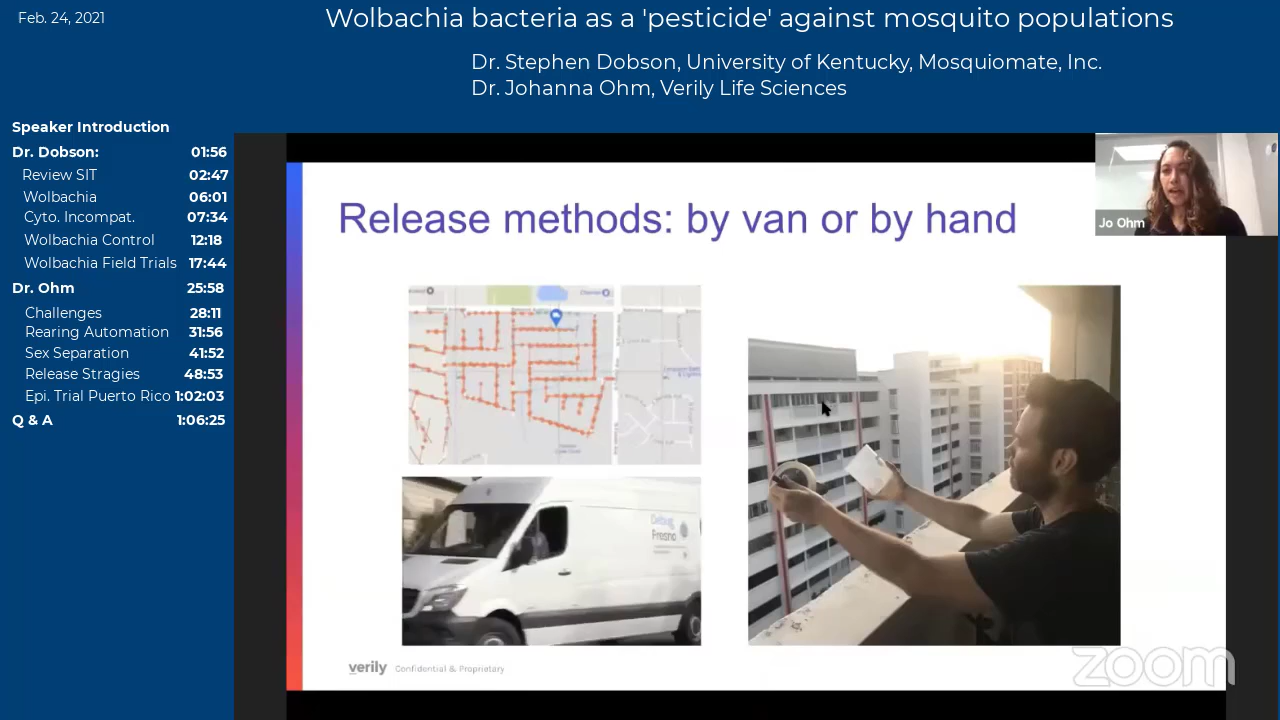 Feb. 24, 2021
Wolbachia bacteria as a 'pesticide' against mosquito populations
Dr. Stephen Dobson, University of Kentucky, Mosquiomate, Inc.
Dr. Johanna Ohm, Verily Life Sciences
Speaker Introduction
Dr. Dobson: 01:56
Review SIT 02:47
Wolbachia 06:01
Cyto. Incompat. 07:34
Wolbachia Control 12:18
Wolbachia Field Trials 17:44
Dr. Ohm 25:58
Challenges 28:11
Rearing Automation 31:56
Sex Separation 41:52
Release Stragies 48:53
Epi. Trial Puerto Rico 1:02:03
Q & A 1:06:25
Jo Ohm
Release methods: by van or by hand
Debug
Fresno
verily Confidential & Proprietary
zoom